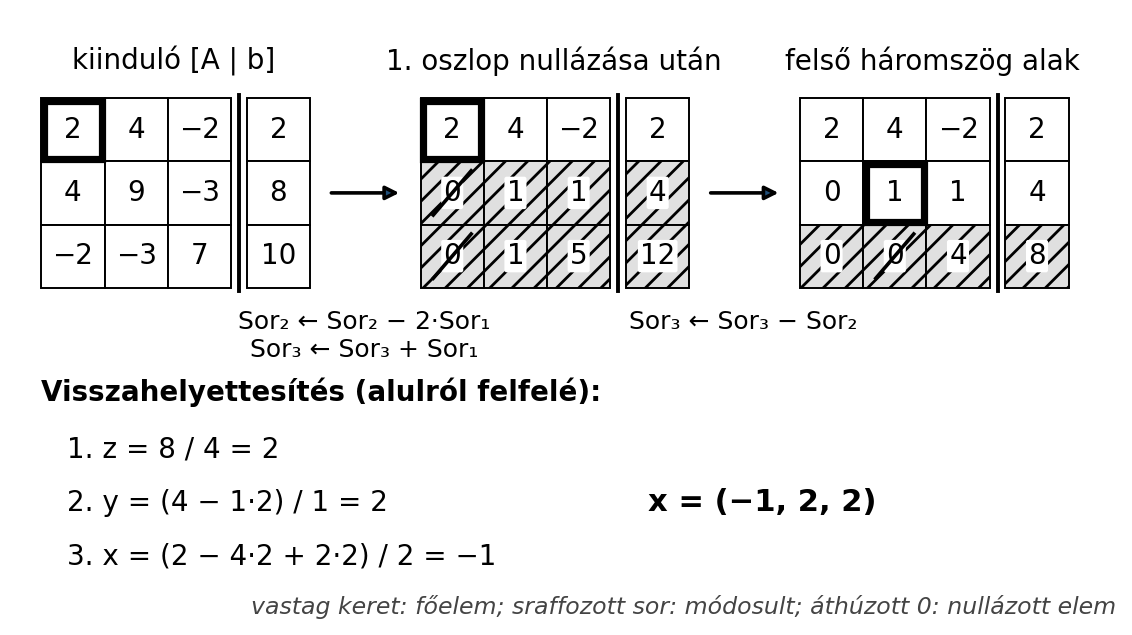 kiinduló [A | b] 1. oszlop nullázása után felső háromszög alak
2 4 −2 2 2 4 −2 2 2 4 −2 2
4 9 −3 8 0 1 1 4 0 1 1 4
−2 −3 7 10 0 1 5 12 0 0 4 8
Sor₂ ← Sor₂ − 2·Sor₁ Sor₃ ← Sor₃ − Sor₂
Sor₃ ← Sor₃ + Sor₁
Visszahelyettesítés (alulról felfelé):
1. z = 8 / 4 = 2
2. y = (4 − 1·2) / 1 = 2 x = (−1, 2, 2)
3. x = (2 − 4·2 + 2·2) / 2 = −1
vastag keret: főelem; sraffozott sor: módosult; áthúzott 0: nullázott elem